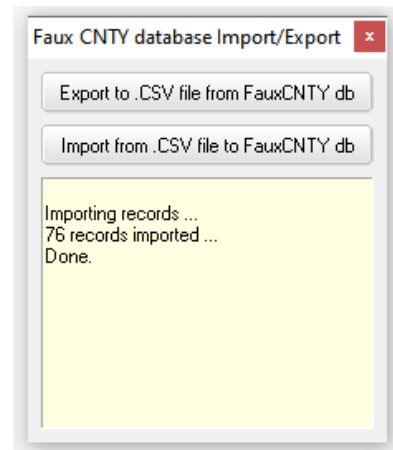 Faux CNTY database Import/Export x
Export to .CSV file from FauxCNTY db
Import from .CSV file to FauxCNTY db
Importing records ...
76 records imported ...
Done.